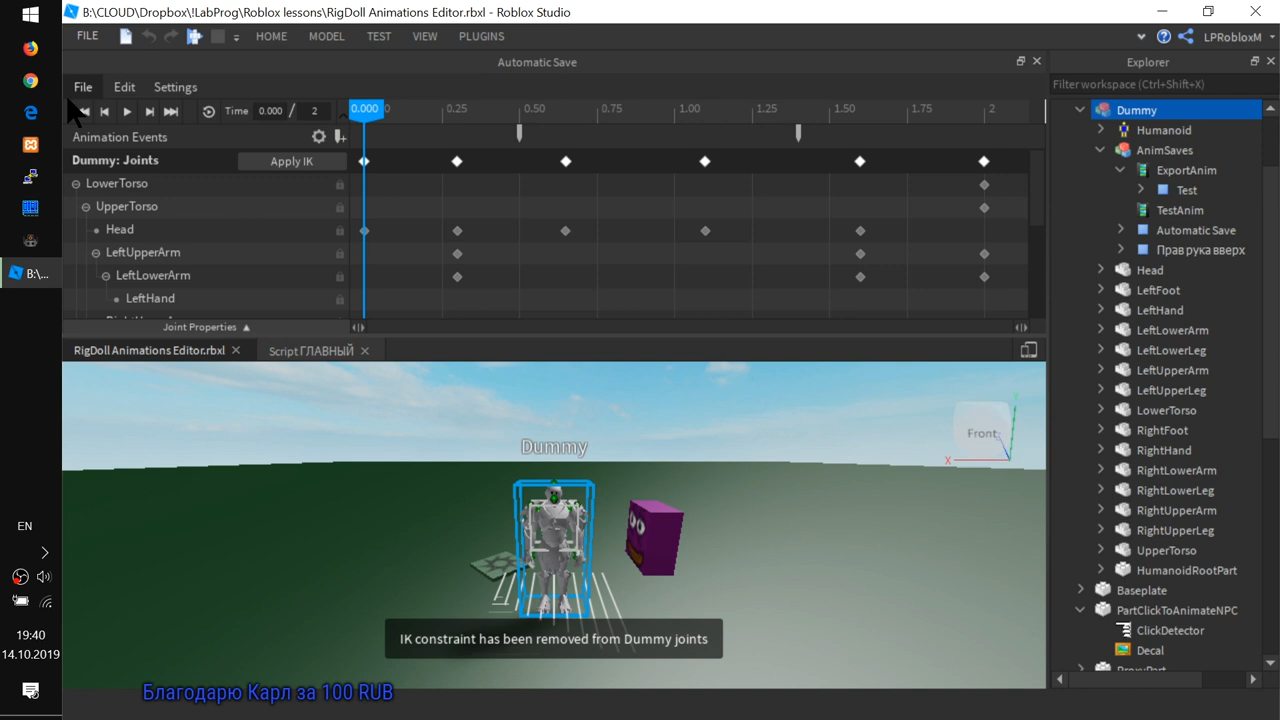 B:\CLOUD\Dropbox\!LabProg\Roblox lessons\RigDoll Animations Editor.rbxl - Roblox Studio
FILE HOME MODEL TEST VIEW PLUGINS LPRobloxM
Automatic Save
Explorer
File Edit Settings
Filter workspace (Ctrl+Shift+X)
Time 0.000 / 2
0.000 0 0.25 0.50 0.75 1.00 1.25 1.50 1.75 2
Animation Events
Dummy: Joints Apply IK
LowerTorso
UpperTorso
Head
LeftUpperArm
LeftLowerArm
LeftHand
Joint Properties
RigDoll Animations Editor.rbxl
Script ГЛАВНЫЙ
Dummy
Front
X
IK constraint has been removed from Dummy joints
Благодарю Карл за 100 RUB
Dummy
Humanoid
AnimSaves
ExportAnim
Test
TestAnim
Automatic Save
Прав рука вверх
Head
LeftFoot
LeftHand
LeftLowerArm
LeftLowerLeg
LeftUpperArm
LeftUpperLeg
LowerTorso
RightFoot
RightHand
RightLowerArm
RightLowerLeg
RightUpperArm
RightUpperLeg
UpperTorso
HumanoidRootPart
Baseplate
PartClickToAnimateNPC
ClickDetector
Decal
B:\...
EN
19:40
14.10.2019